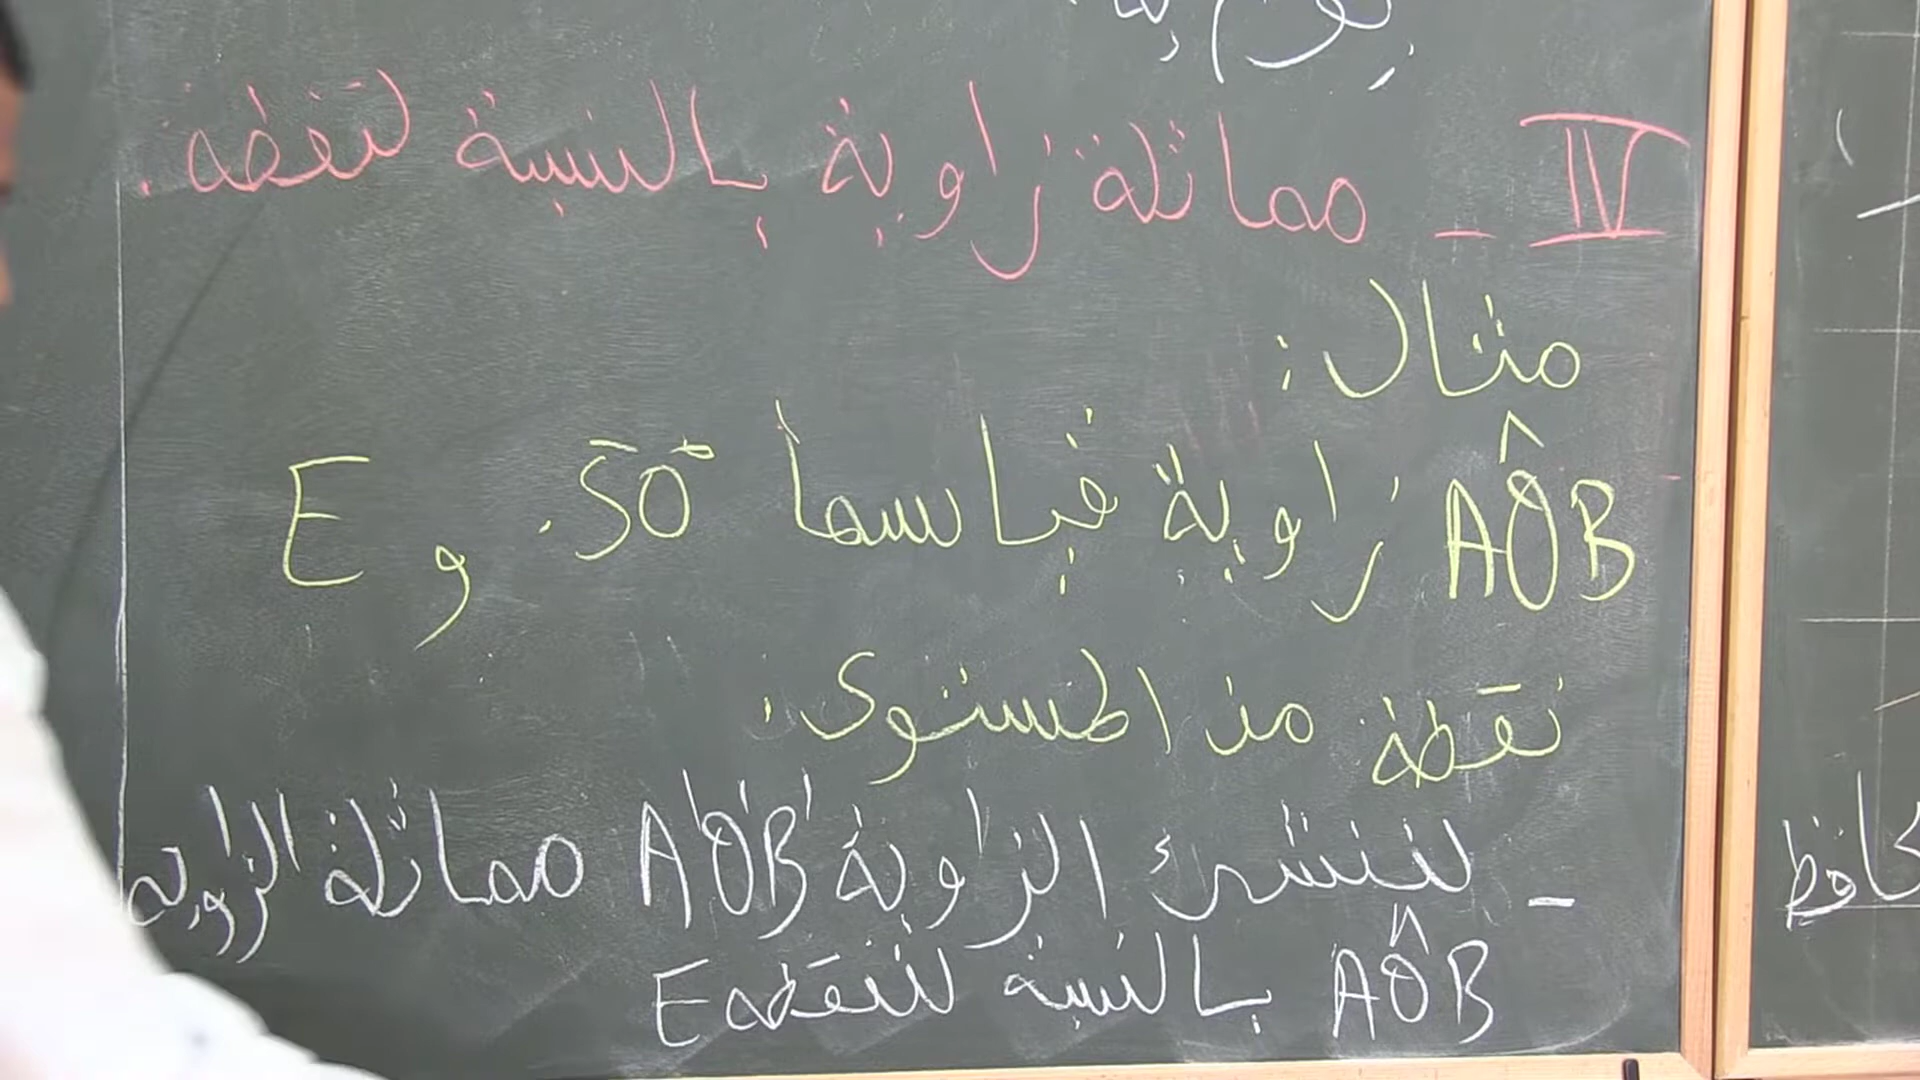 IV - مماثلة زاوية بالنسبة لنقطة.
مثال:
AÔB زاوية قياسها 50°. و E
نقطة من المستوى.
- لننشئ الزاوية A'O'B' مماثلة الزاوية
AÔB بالنسبة للنقطة E